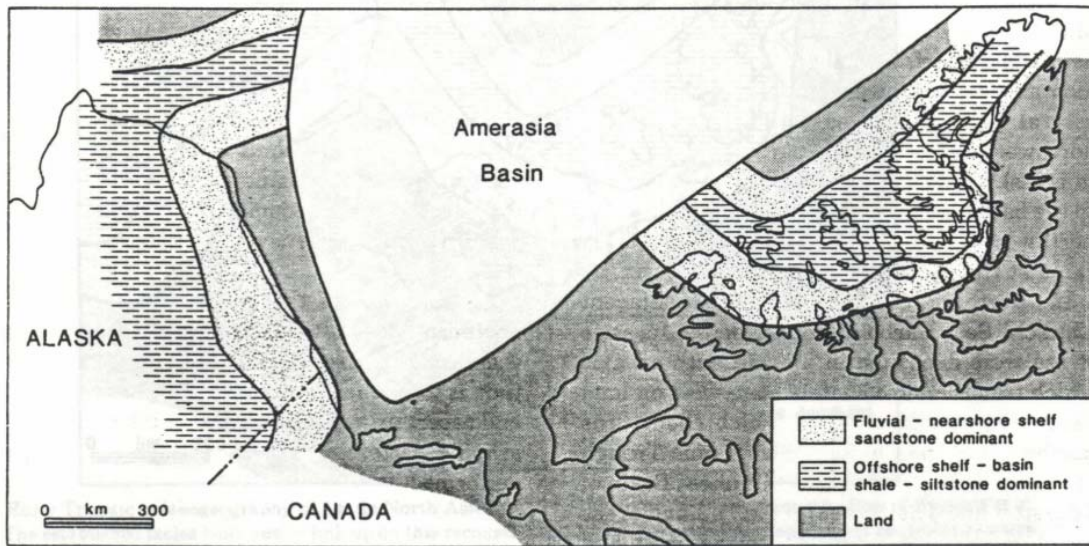 Amerasia
Basin
ALASKA
CANADA
0 km 300
Fluvial - nearshore shelf
sandstone dominant
Offshore shelf - basin
shale - siltstone dominant
Land